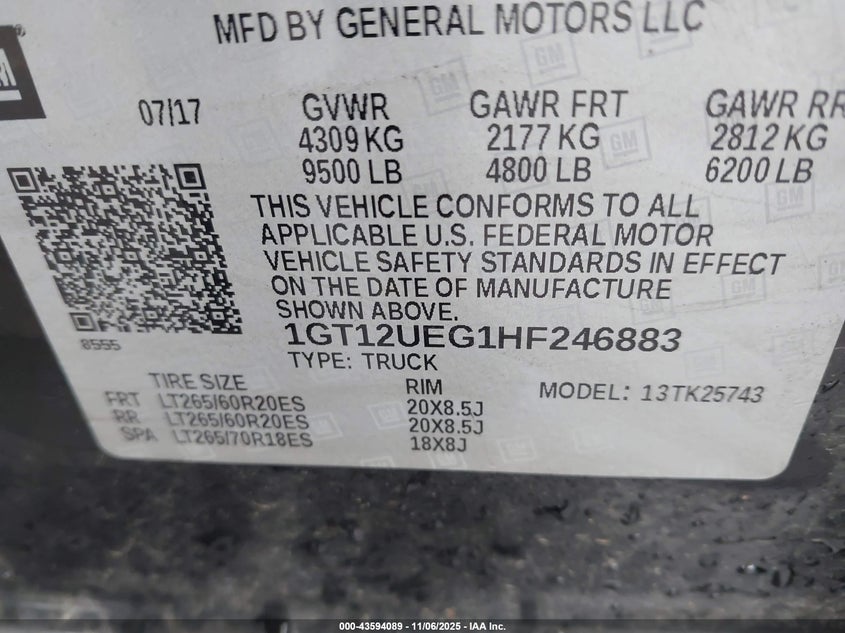 MFD BY GENERAL MOTORS LLC
GM
07/17 GVWR GAWR FRT GAWR RR
4309 KG 2177 KG 2812 KG
9500 LB 4800 LB 6200 LB
THIS VEHICLE CONFORMS TO ALL
APPLICABLE U.S. FEDERAL MOTOR
VEHICLE SAFETY STANDARDS IN EFFECT
ON THE DATE OF MANUFACTURE
SHOWN ABOVE.
8555
1GT12UEG1HF246883
TYPE: TRUCK
TIRE SIZE RIM MODEL: 13TK25743
FRT LT265/60R20ES 20X8.5J
RR LT265/60R20ES 20X8.5J
SPA LT265/70R18ES 18X8J
000-43594089 - 11/06/2025 - IAA Inc.